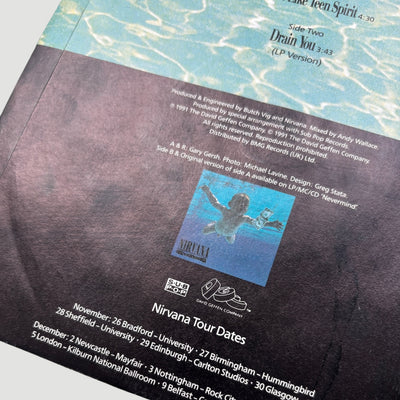 Like Teen Spirit 4:30
Side Two
Drain You 3:43
(LP Version)
Produced & Engineered by Butch Vig and Nirvana. Mixed by Andy Wallace.
Produced by special arrangement with Sub Pop Records.
℗ 1991 The David Geffen Company. © 1991 The David Geffen Company.
All rights reserved. Reproduction prohibited.
Distributed by BMG Records (UK) Ltd.
A & R: Gary Gersh. Photo: Michael Lavine. Design: Greg Stata.
Side B & Original version of side A available on LP/MC/CD "Nevermind"
NIRVANA
SUB
POP
DAVID GEFFEN COMPANY
Nirvana Tour Dates
November: 26 Bradford – University · 27 Birmingham – Hummingbird
28 Sheffield – University · 29 Edinburgh – Carlton Studios · 30 Glasgow
December: 2 Newcastle – Mayfair · 3 Nottingham – Rock City
5 London – Kilburn National Ballroom · 9 Belfast –